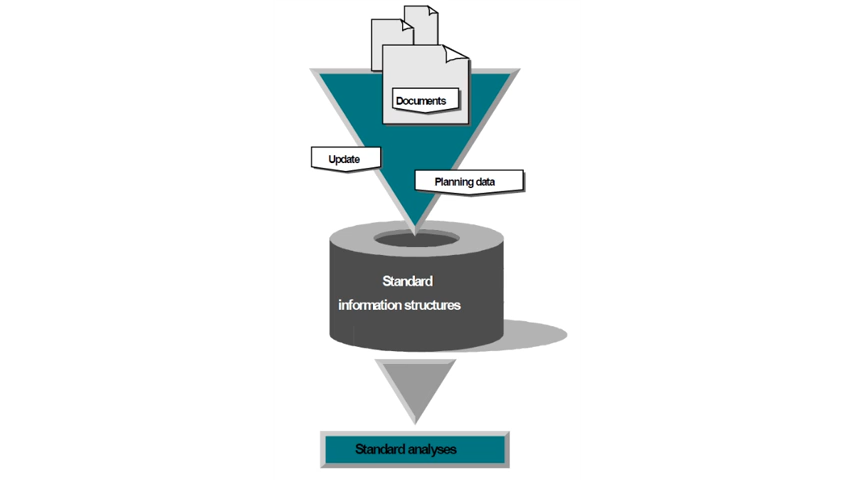 Documents
Update
Planning data
Standard
information structures
Standard analyses